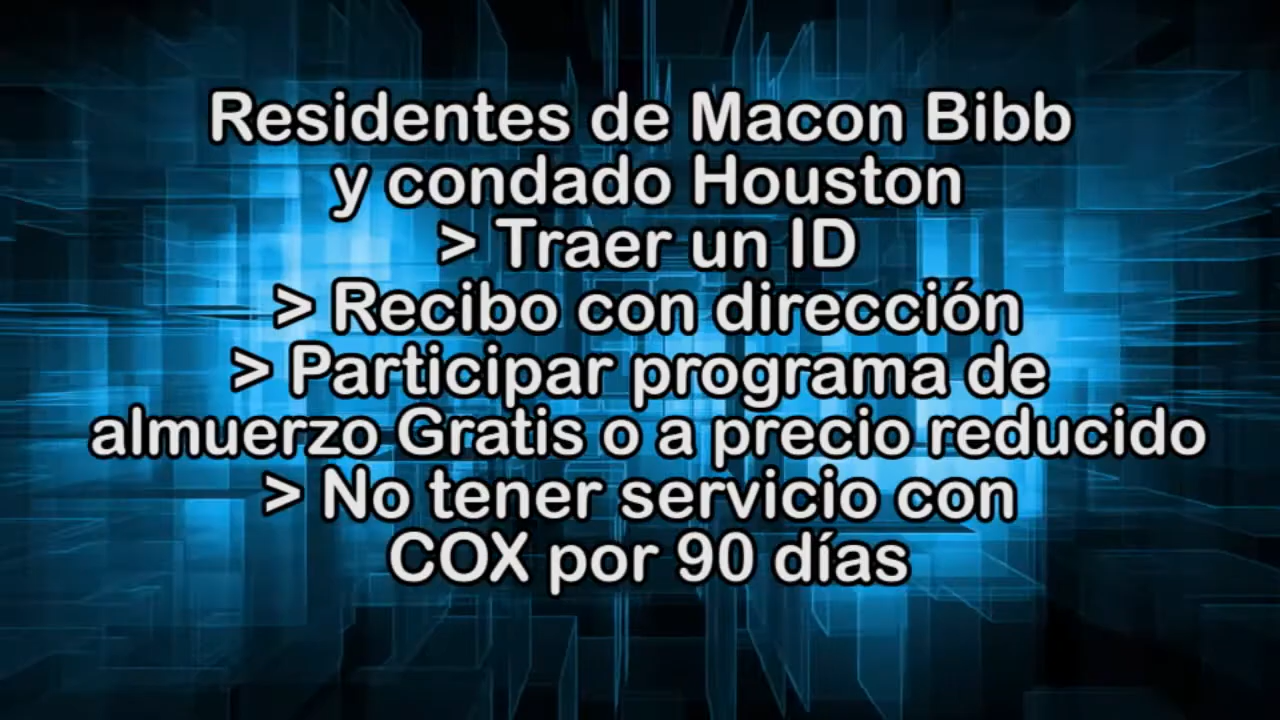 Residentes de Macon Bibb
y condado Houston
> Traer un ID
> Recibo con dirección
> Participar programa de
almuerzo Gratis o a precio reducido
> No tener servicio con
COX por 90 días